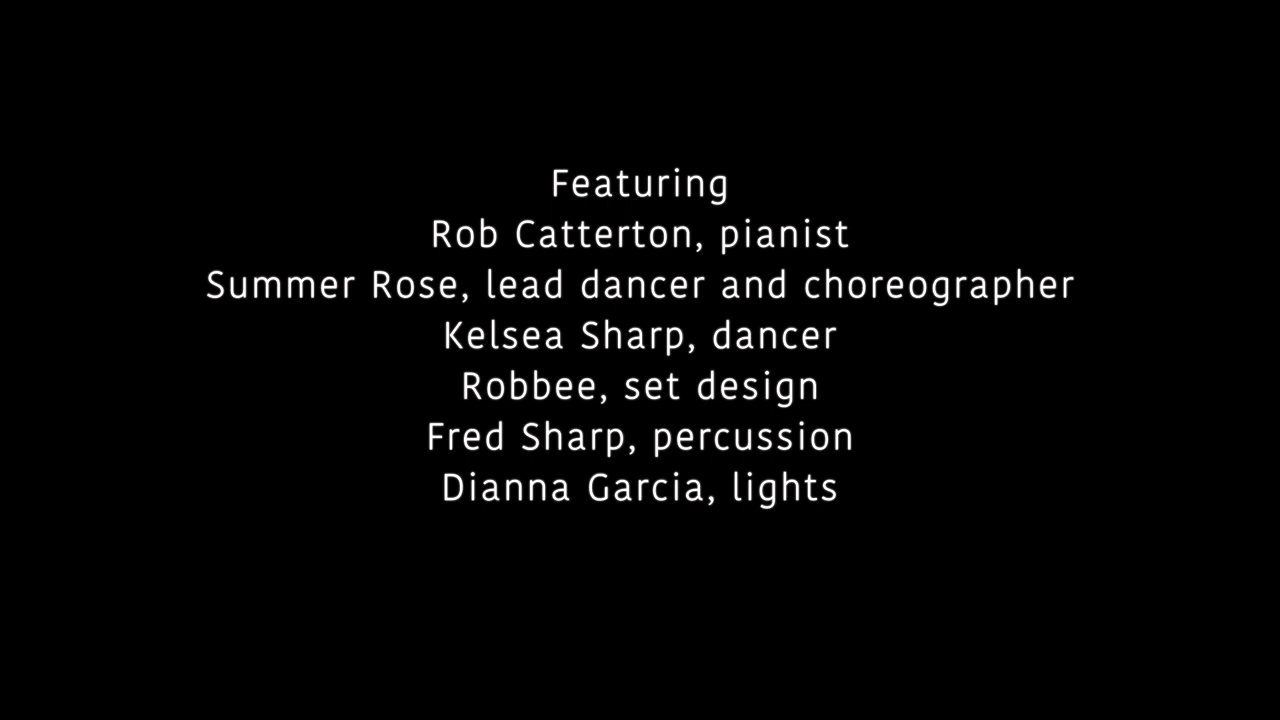 Featuring
Rob Catterton, pianist
Summer Rose, lead dancer and choreographer
Kelsea Sharp, dancer
Robbee, set design
Fred Sharp, percussion
Dianna Garcia, lights